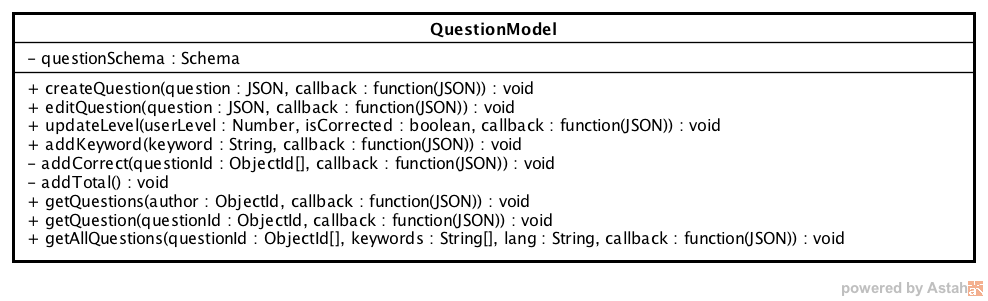 QuestionModel
- questionSchema : Schema
+ createQuestion(question : JSON, callback : function(JSON)) : void
+ editQuestion(question : JSON, callback : function(JSON)) : void
+ updateLevel(userLevel : Number, isCorrected : boolean, callback : function(JSON)) : void
+ addKeyword(keyword : String, callback : function(JSON)) : void
- addCorrect(questionId : ObjectId[], callback : function(JSON)) : void
- addTotal() : void
+ getQuestions(author : ObjectId, callback : function(JSON)) : void
+ getQuestion(questionId : ObjectId, callback : function(JSON)) : void
+ getAllQuestions(questionId : ObjectId[], keywords : String[], lang : String, callback : function(JSON)) : void
powered by Astah